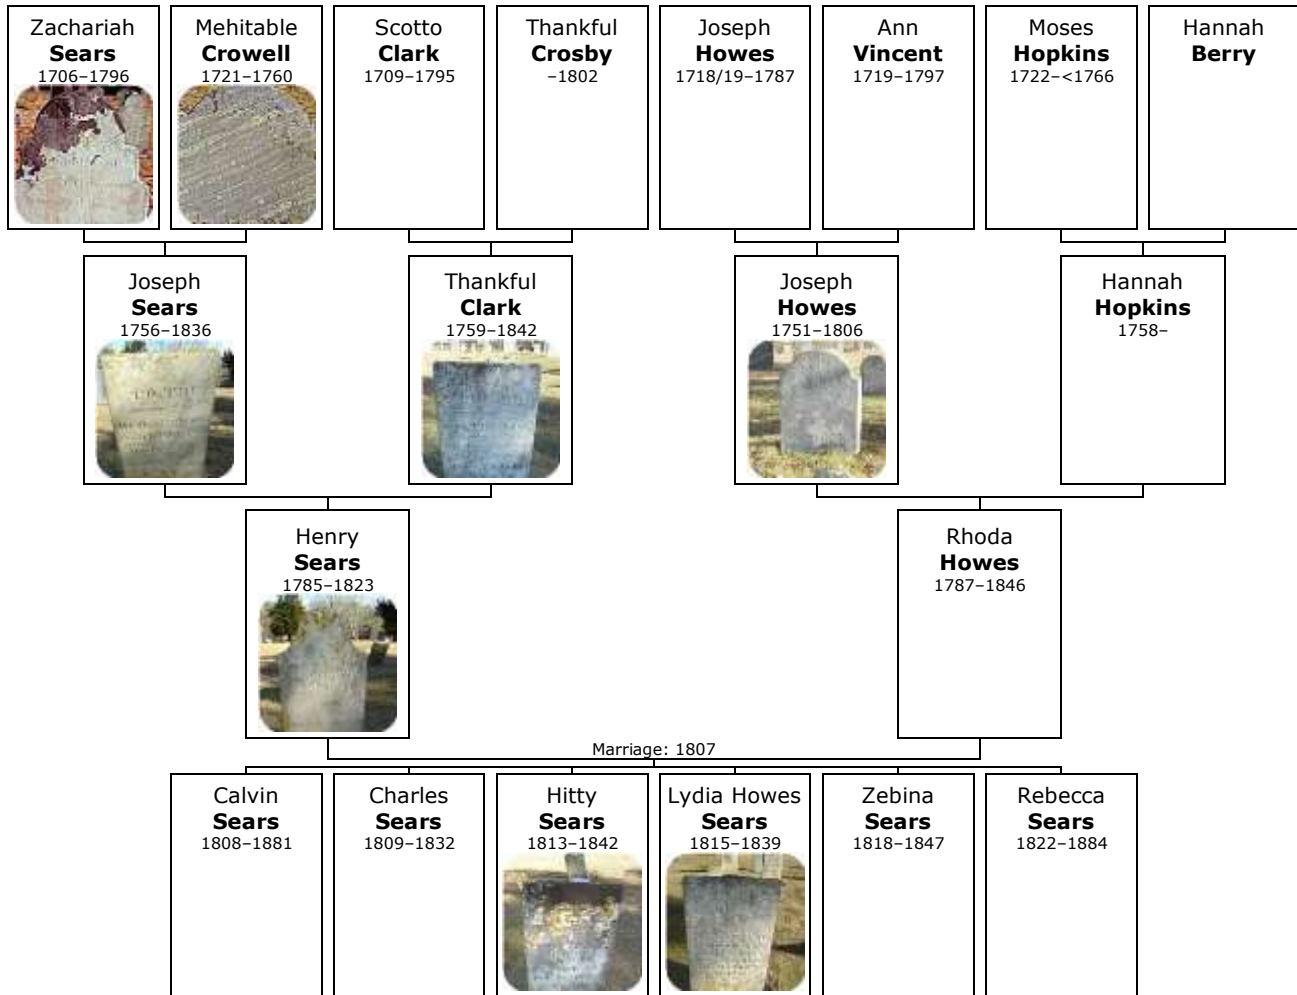 Zachariah
Sears
1706–1796
Mehitable
Crowell
1721–1760
Scotto
Clark
1709–1795
Thankful
Crosby
–1802
Joseph
Howes
1718/19–1787
Ann
Vincent
1719–1797
Moses
Hopkins
1722–<1766
Hannah
Berry
Joseph
Sears
1756–1836
Thankful
Clark
1759–1842
Joseph
Howes
1751–1806
Hannah
Hopkins
1758–
Henry
Sears
1785–1823
Rhoda
Howes
1787–1846
Marriage: 1807
Calvin
Sears
1808–1881
Charles
Sears
1809–1832
Hitty
Sears
1813–1842
Lydia Howes
Sears
1815–1839
Zebina
Sears
1818–1847
Rebecca
Sears
1822–1884